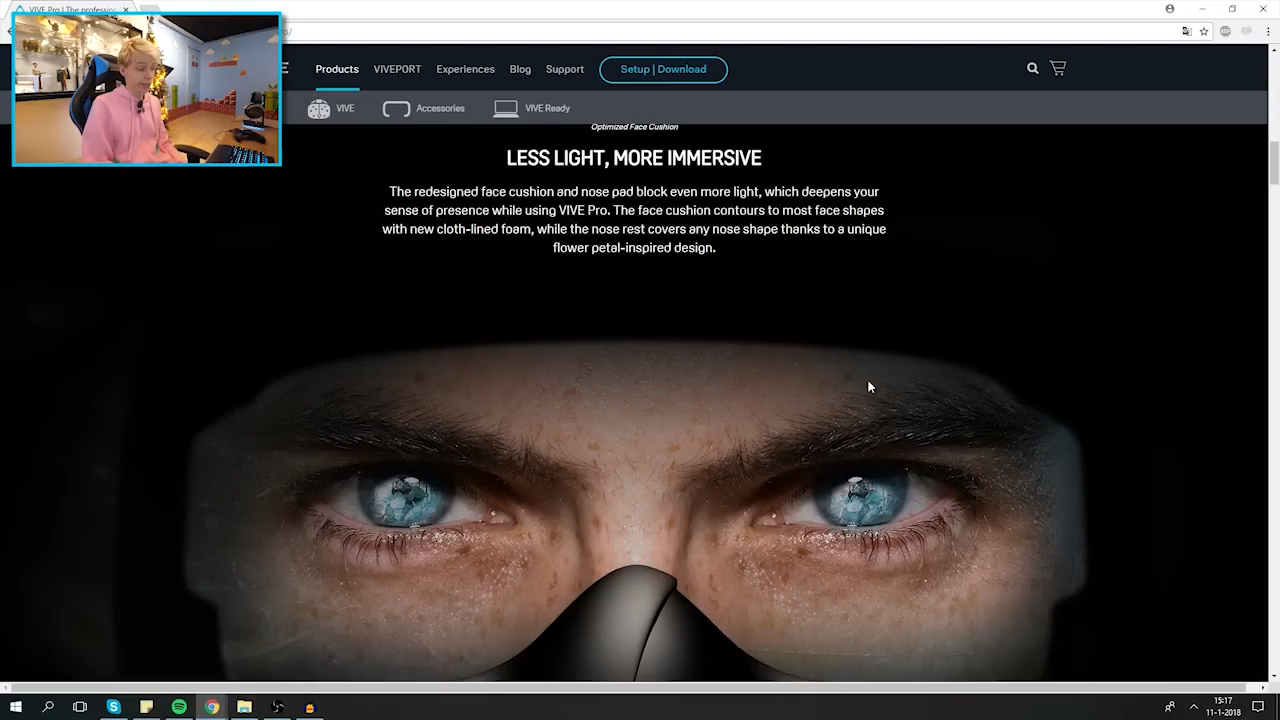 VIVE Pro | The professio
ro/
E
Products
VIVEPORT
Experiences
Blog
Support
Setup | Download
VIVE
Accessories
VIVE Ready
Optimized Face Cushion
LESS LIGHT, MORE IMMERSIVE
The redesigned face cushion and nose pad block even more light, which deepens your
sense of presence while using VIVE Pro. The face cushion contours to most face shapes
with new cloth-lined foam, while the nose rest covers any nose shape thanks to a unique
flower petal-inspired design.
15:17
11-1-2018